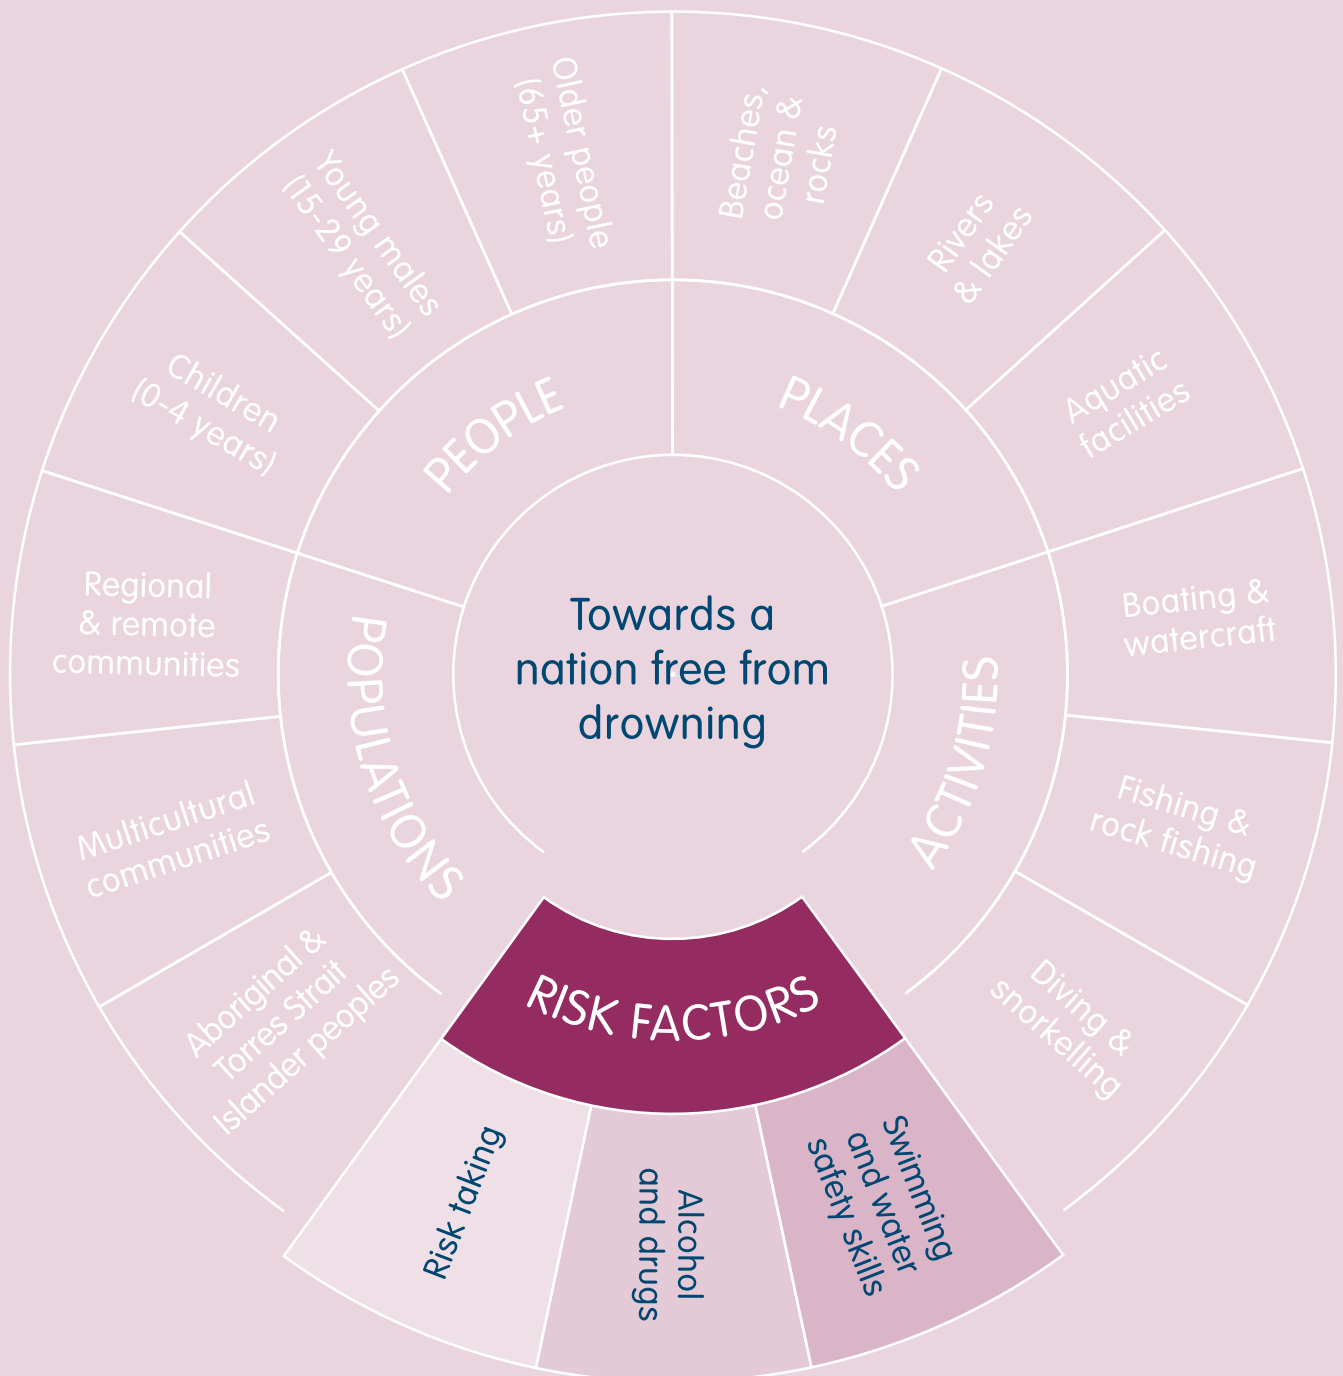 Towards a
nation free from
drowning
PEOPLE
Children
(0-4 years)
Young males
(15-29 years)
Older people
(65+ years)
PLACES
Beaches,
ocean &
rocks
Rivers
& lakes
Aquatic
facilities
ACTIVITIES
Boating &
watercraft
Fishing &
rock fishing
Diving &
snorkelling
RISK FACTORS
Swimming
and water
safety skills
Alcohol
and drugs
Risk taking
POPULATIONS
Aboriginal &
Torres Strait
Islander peoples
Multicultural
communities
Regional
& remote
communities